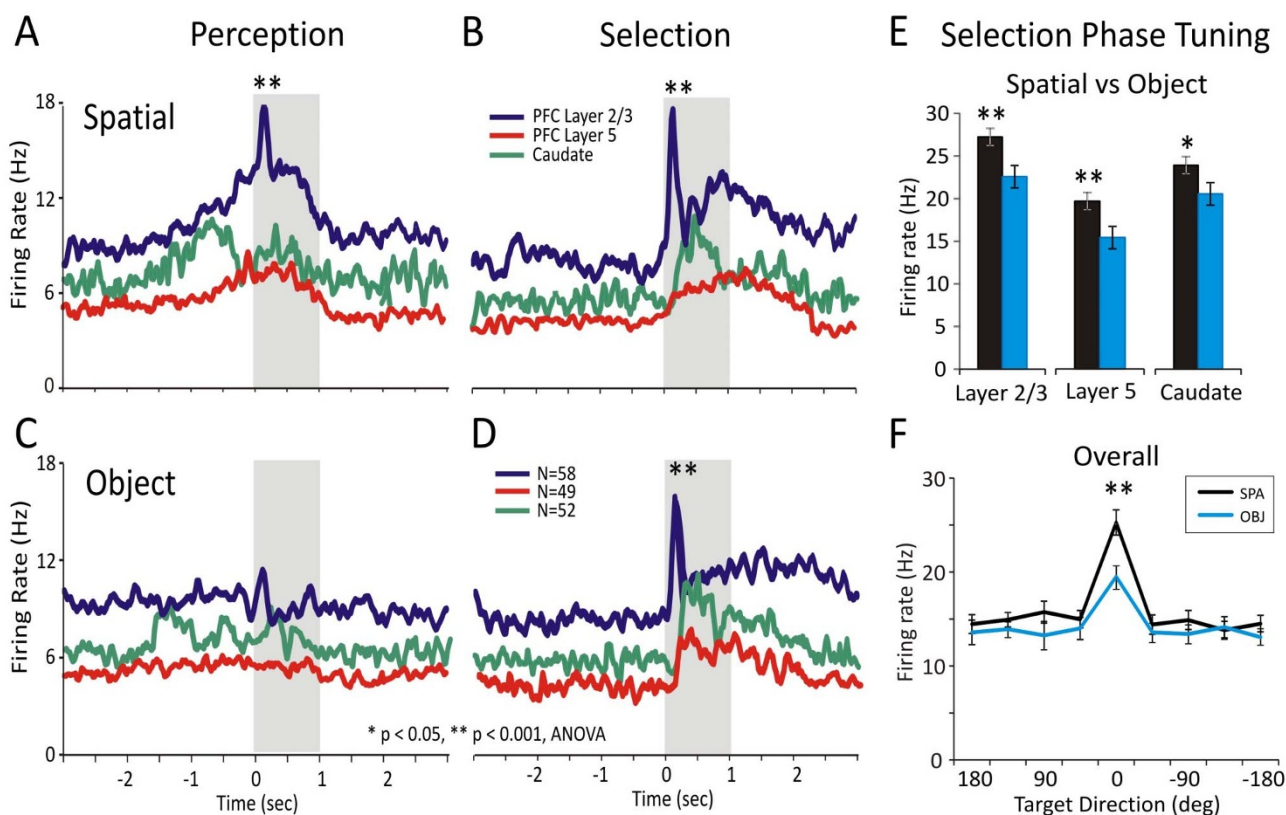 A Perception
B Selection
E Selection Phase Tuning
Spatial vs Object
Spatial
**
**
PFC Layer 2/3
PFC Layer 5
Caudate
Firing Rate (Hz)
18
12
6
0
Firing rate (Hz)
30
25
20
15
10
5
0
**
**
*
Layer 2/3 Layer 5 Caudate
C
Object
D
**
N=58
N=49
N=52
Firing Rate (Hz)
18
12
6
0
* p < 0.05, ** p < 0.001, ANOVA
-2 -1 0 1 2
Time (sec)
-2 -1 0 1 2
Time (sec)
F
Overall
**
SPA
OBJ
Firing rate (Hz)
30
20
10
0
180 90 0 -90 -180
Target Direction (deg)